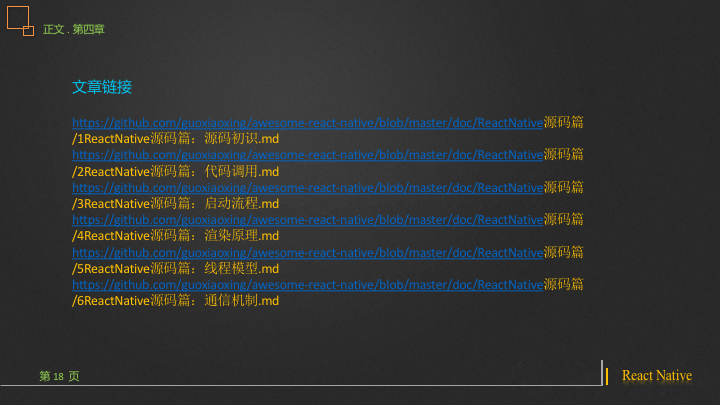 正文 . 第四章
文章链接
https://github.com/guoxiaoxing/awesome-react-native/blob/master/doc/ReactNative源码篇
/1ReactNative源码篇：源码初识.md
https://github.com/guoxiaoxing/awesome-react-native/blob/master/doc/ReactNative源码篇
/2ReactNative源码篇：代码调用.md
https://github.com/guoxiaoxing/awesome-react-native/blob/master/doc/ReactNative源码篇
/3ReactNative源码篇：启动流程.md
https://github.com/guoxiaoxing/awesome-react-native/blob/master/doc/ReactNative源码篇
/4ReactNative源码篇：渲染原理.md
https://github.com/guoxiaoxing/awesome-react-native/blob/master/doc/ReactNative源码篇
/5ReactNative源码篇：线程模型.md
https://github.com/guoxiaoxing/awesome-react-native/blob/master/doc/ReactNative源码篇
/6ReactNative源码篇：通信机制.md
第 18 页
React Native